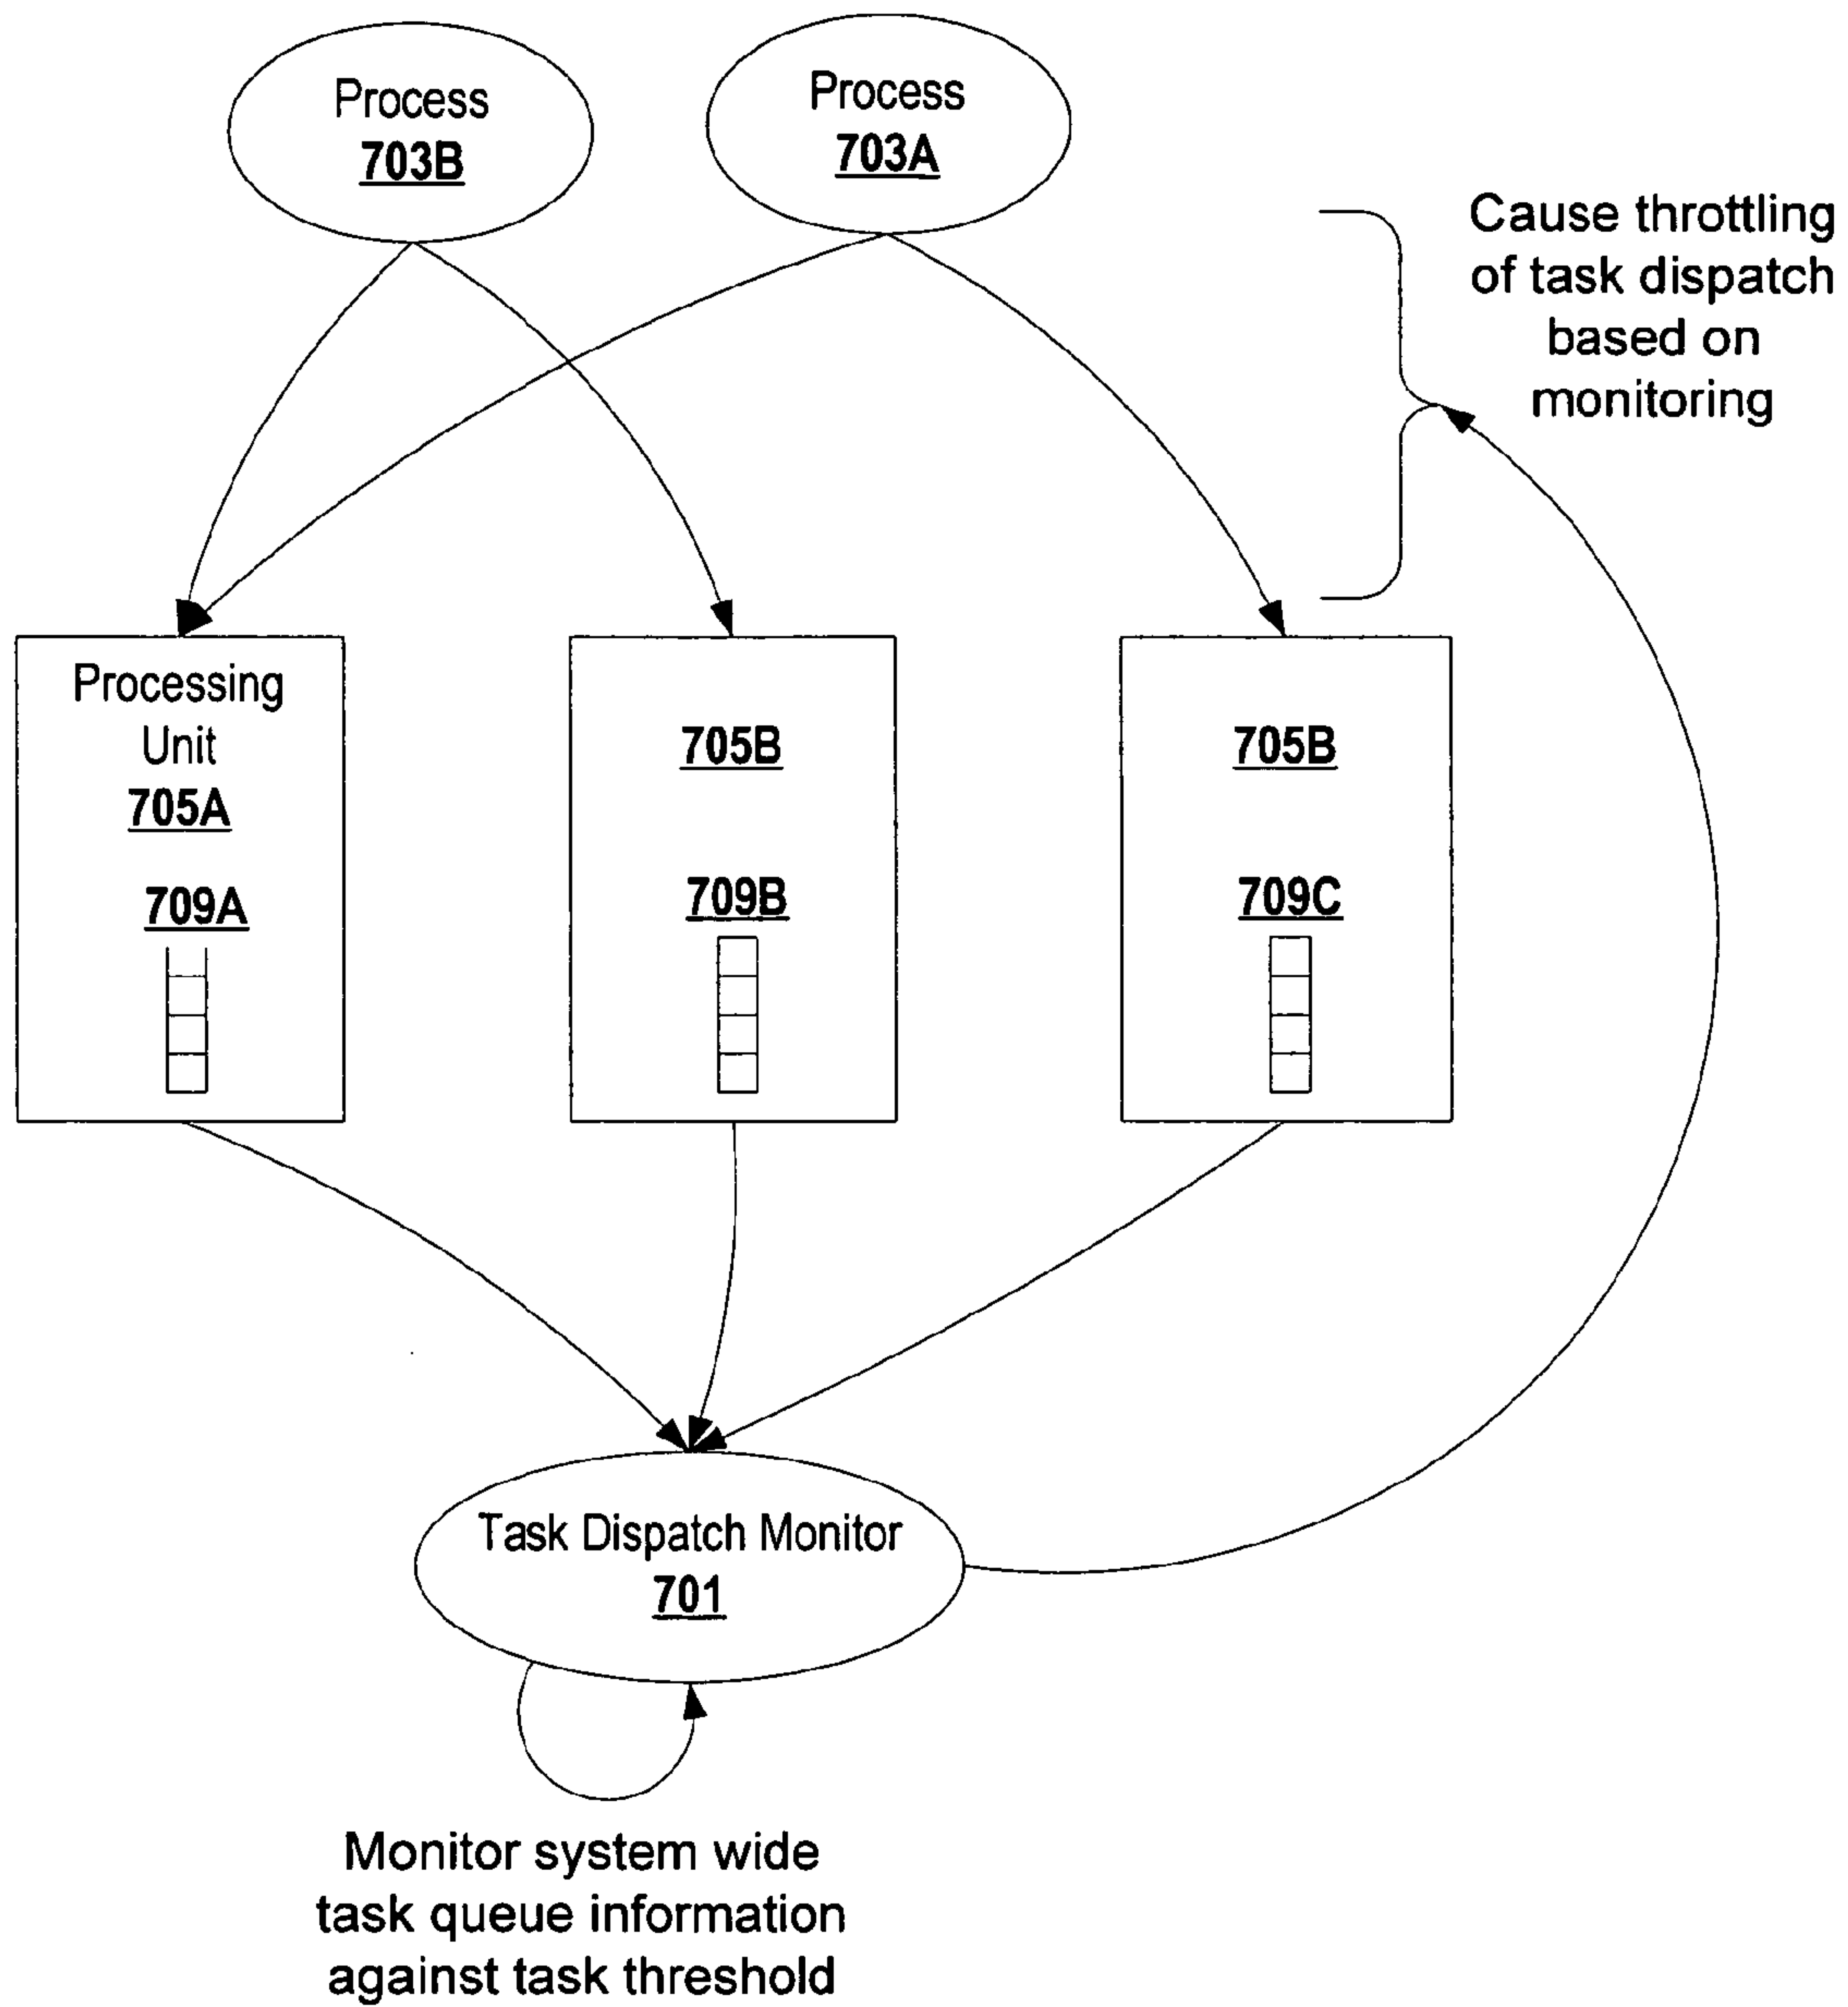 Process
703B
Process
703A
Cause throttling
of task dispatch
based on
monitoring
Processing
Unit
705A
709A
705B
709B
705B
709C
Task Dispatch Monitor
701
Monitor system wide
task queue information
against task threshold